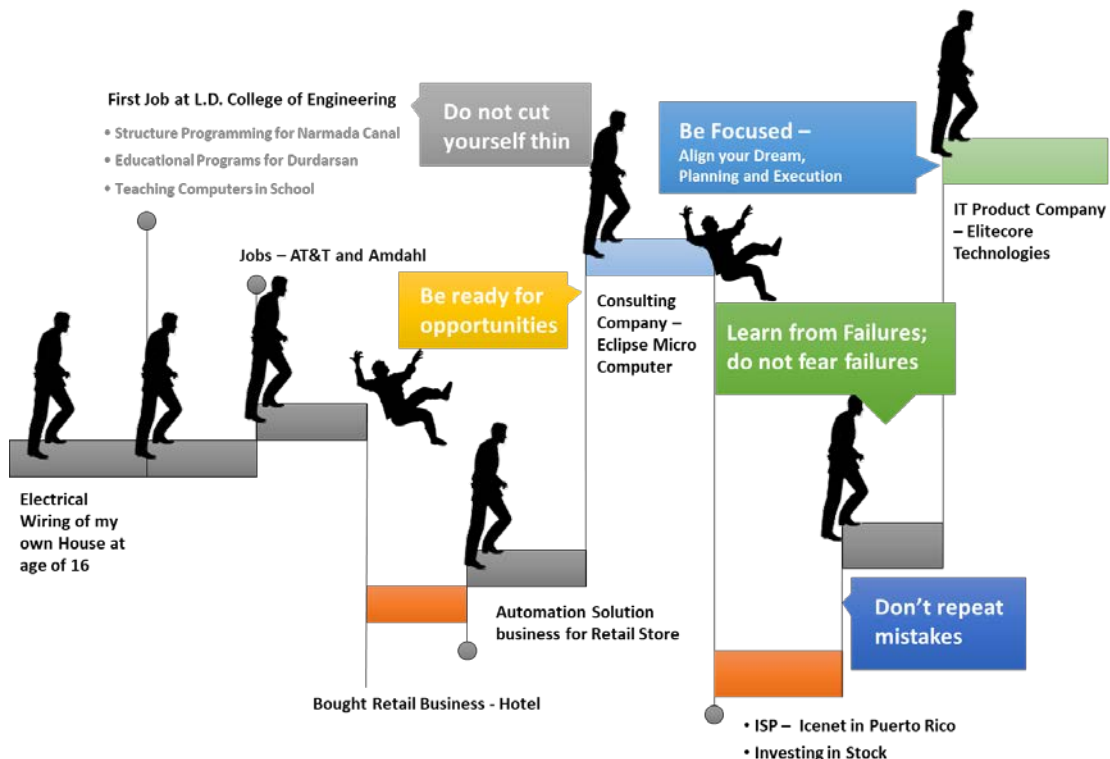 First Job at L.D. College of Engineering
• Structure Programming for Narmada Canal
• Educational Programs for Durdarsan
• Teaching Computers in School
Do not cut
yourself thin
Be Focused –
Align your Dream,
Planning and Execution
IT Product Company
– Elitecore
Technologies
Jobs – AT&T and Amdahl
Be ready for
opportunities
Consulting
Company –
Eclipse Micro
Computer
Learn from Failures;
do not fear failures
Electrical
Wiring of my
own House at
age of 16
Automation Solution
business for Retail Store
Don't repeat
mistakes
Bought Retail Business - Hotel
• ISP – Icenet in Puerto Rico
• Investing in Stock